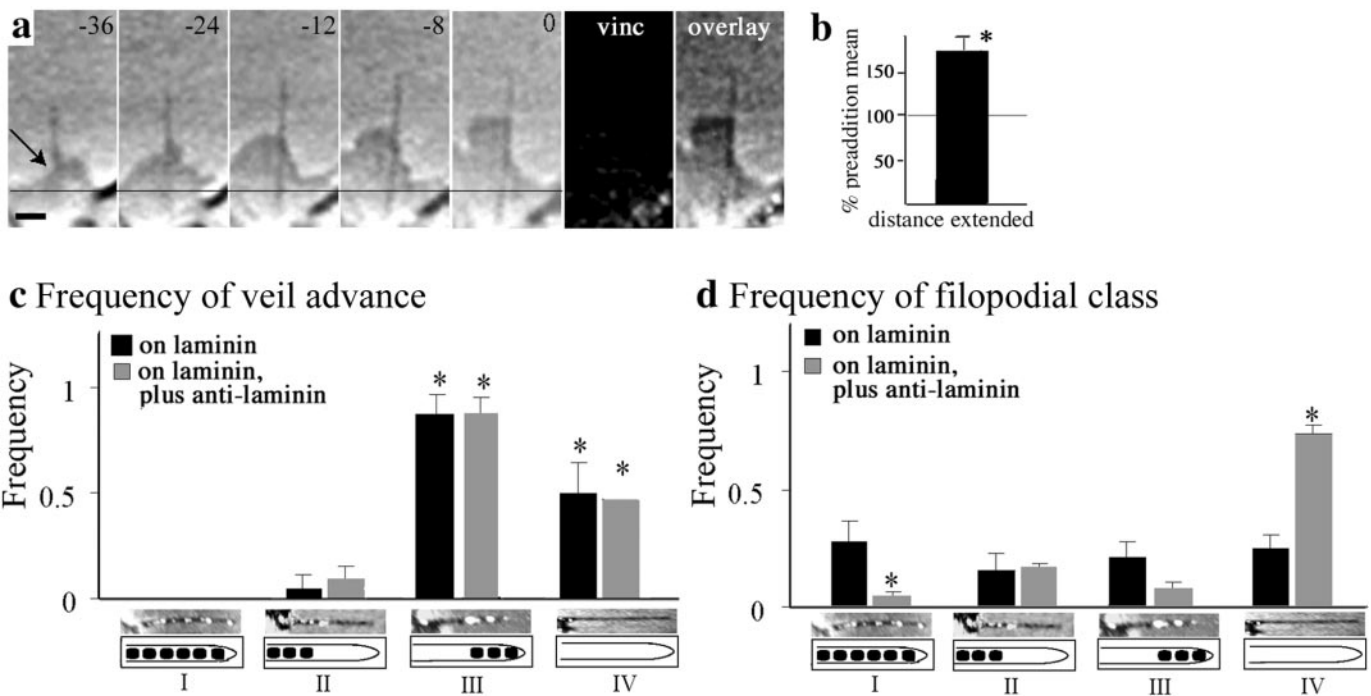 a -36 -24 -12 -8 0 vinc overlay
b
*
150
100
50
% preaddition mean
distance extended
c Frequency of veil advance
on laminin
on laminin,
plus anti-laminin
Frequency
1
0.5
0
* *
* *
I II III IV
d Frequency of filopodial class
on laminin
on laminin,
plus anti-laminin
Frequency
1
0.5
0
*
*
I II III IV